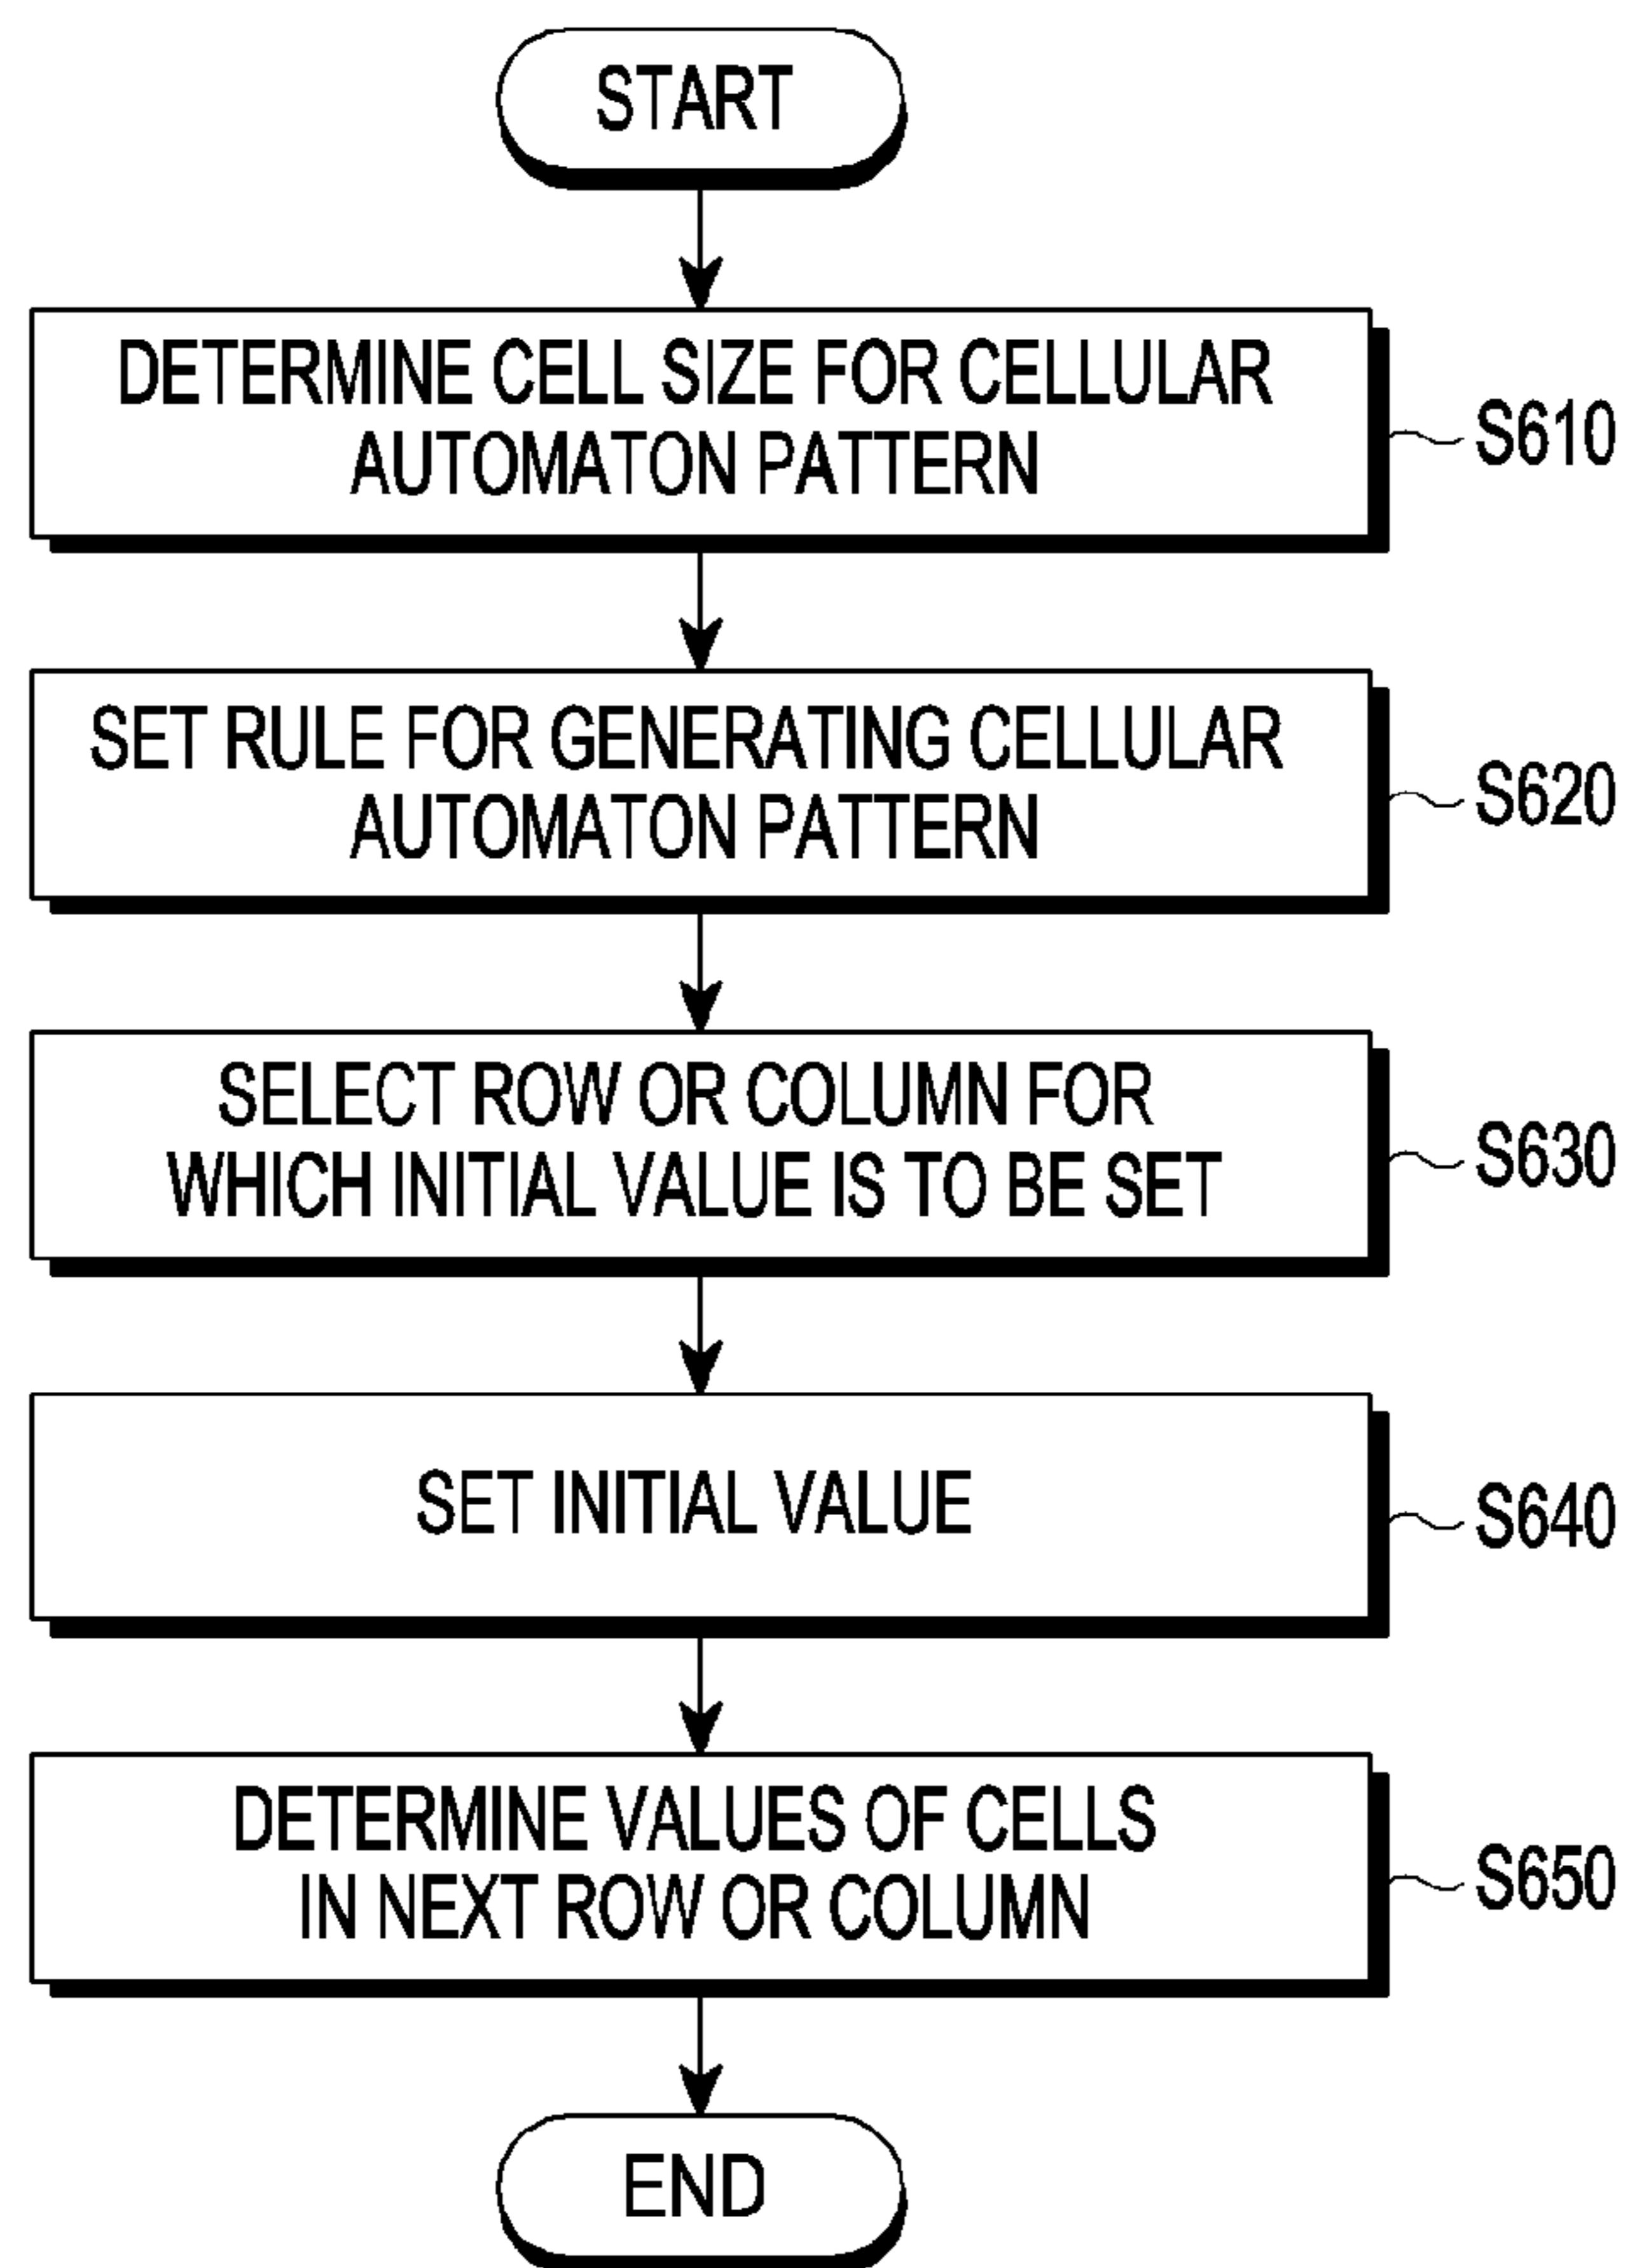 START
DETERMINE CELL SIZE FOR CELLULAR
AUTOMATON PATTERN
S610
SET RULE FOR GENERATING CELLULAR
AUTOMATON PATTERN
S620
SELECT ROW OR COLUMN FOR
WHICH INITIAL VALUE IS TO BE SET
S630
SET INITIAL VALUE
S640
DETERMINE VALUES OF CELLS
IN NEXT ROW OR COLUMN
S650
END